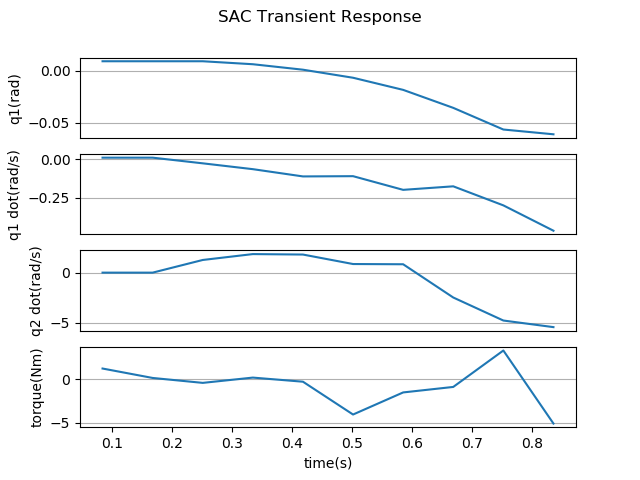 SAC Transient Response
q1(rad)
0.00
−0.05
q1 dot(rad/s)
0.00
−0.25
q2 dot(rad/s)
0
−5
torque(Nm)
0
−5
0.1 0.2 0.3 0.4 0.5 0.6 0.7 0.8
time(s)